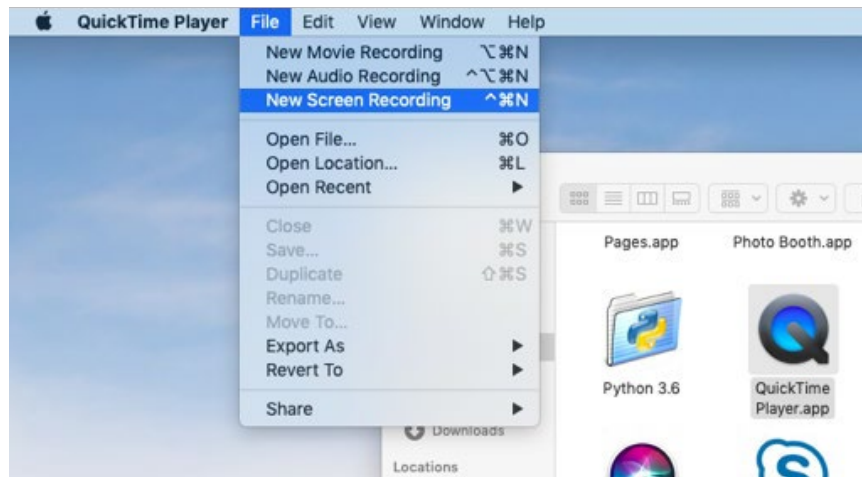 QuickTime Player File Edit View Window Help
New Movie Recording ⌥⌘N
New Audio Recording ^⌥⌘N
New Screen Recording ^⌘N
Open File... ⌘O
Open Location... ⌘L
Open Recent ▶
Close ⌘W
Save... ⌘S
Duplicate ⇧⌘S
Rename...
Move To...
Export As ▶
Revert To ▶
Share ▶
Pages.app Photo Booth.app
Python 3.6 QuickTime
Player.app
Downloads
Locations